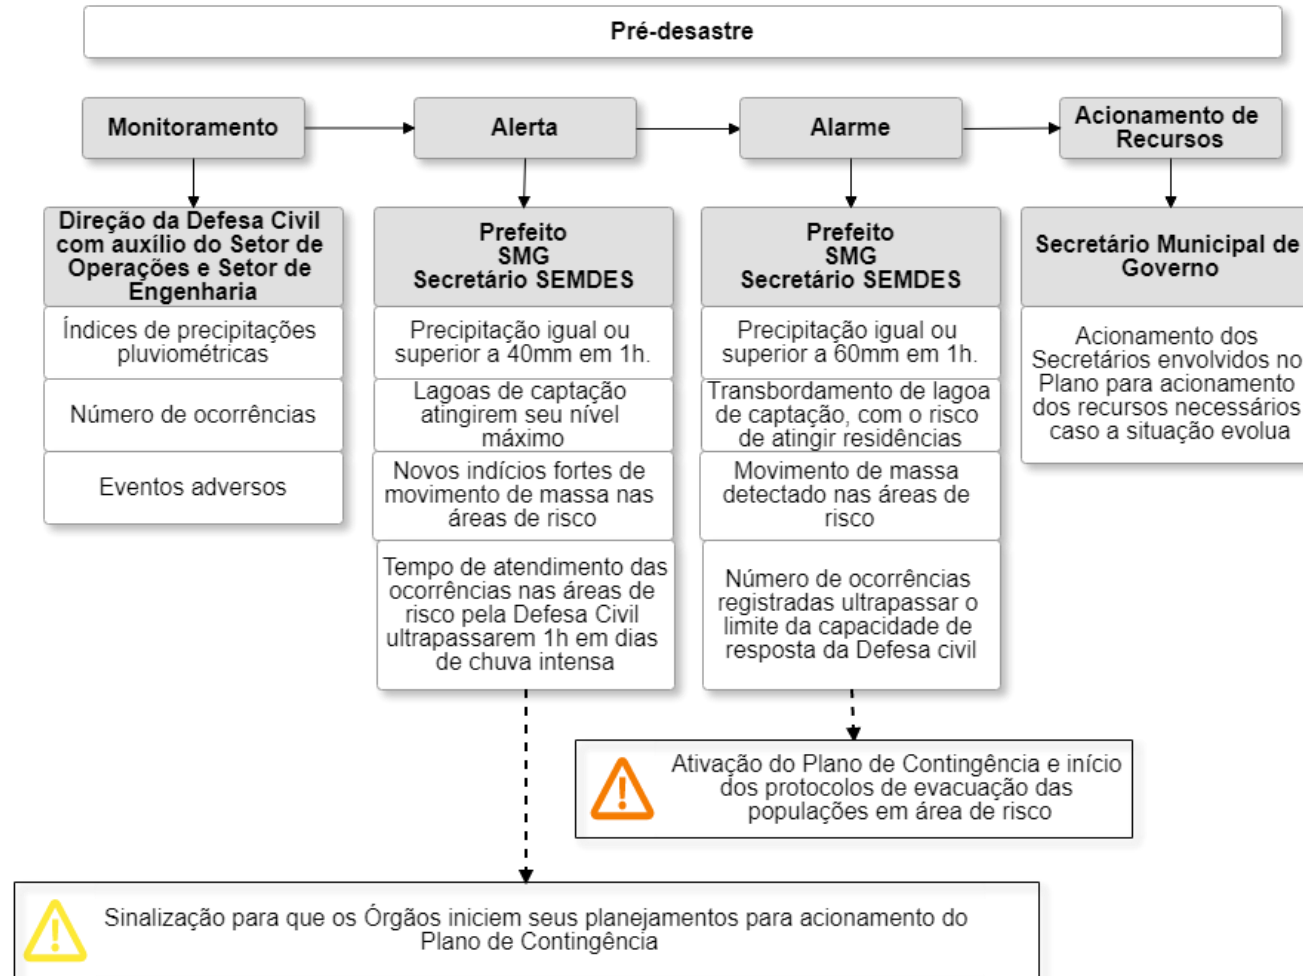 Pré-desastre
Monitoramento
Alerta
Alarme
Acionamento de
Recursos
Direção da Defesa Civil
com auxílio do Setor de
Operações e Setor de
Engenharia
Índices de precipitações
pluviométricas
Número de ocorrências
Eventos adversos
Prefeito
SMG
Secretário SEMDES
Precipitação igual ou
superior a 40mm em 1h.
Lagoas de captação
atingirem seu nível
máximo
Novos indícios fortes de
movimento de massa nas
áreas de risco
Tempo de atendimento das
ocorrências nas áreas de
risco pela Defesa Civil
ultrapassarem 1h em dias
de chuva intensa
Prefeito
SMG
Secretário SEMDES
Precipitação igual ou
superior a 60mm em 1h.
Transbordamento de lagoa
de captação, com o risco
de atingir residências
Movimento de massa
detectado nas áreas de
risco
Número de ocorrências
registradas ultrapassar o
limite da capacidade de
resposta da Defesa civil
Secretário Municipal de
Governo
Acionamento dos
Secretários envolvidos no
Plano para acionamento
dos recursos necessários
caso a situação evolua
Ativação do Plano de Contingência e início
dos protocolos de evacuação das
populações em área de risco
Sinalização para que os Órgãos iniciem seus planejamentos para acionamento do
Plano de Contingência